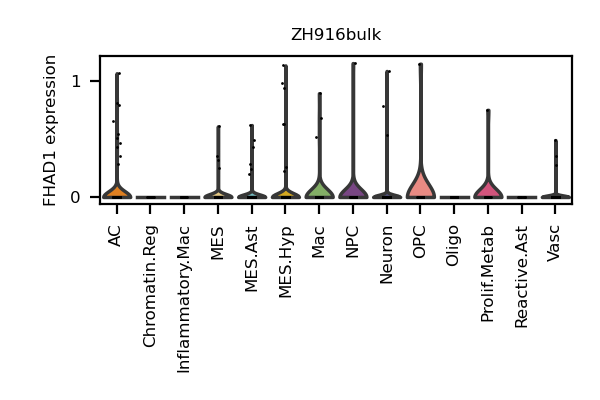 ZH916bulk
FHAD1 expression
1
0
AC
Chromatin.Reg
Inflammatory.Mac
MES
MES.Ast
MES.Hyp
Mac
NPC
Neuron
OPC
Oligo
Prolif.Metab
Reactive.Ast
Vasc